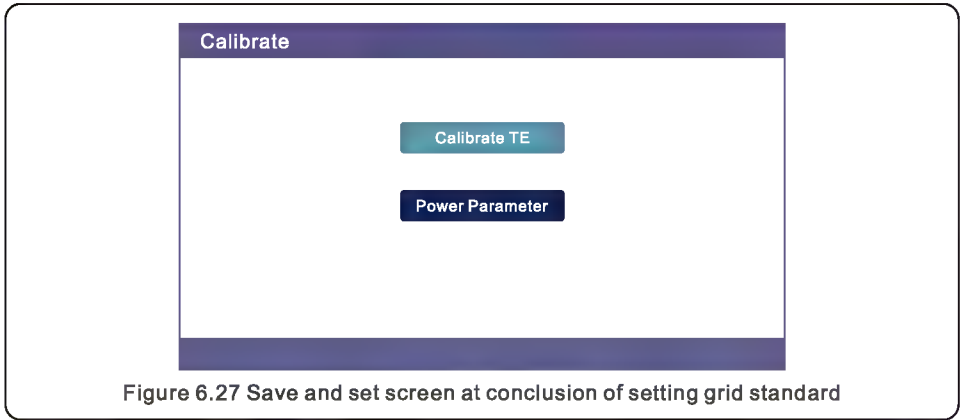 Calibrate
Calibrate TE
Power Parameter
Figure 6.27 Save and set screen at conclusion of setting grid standard